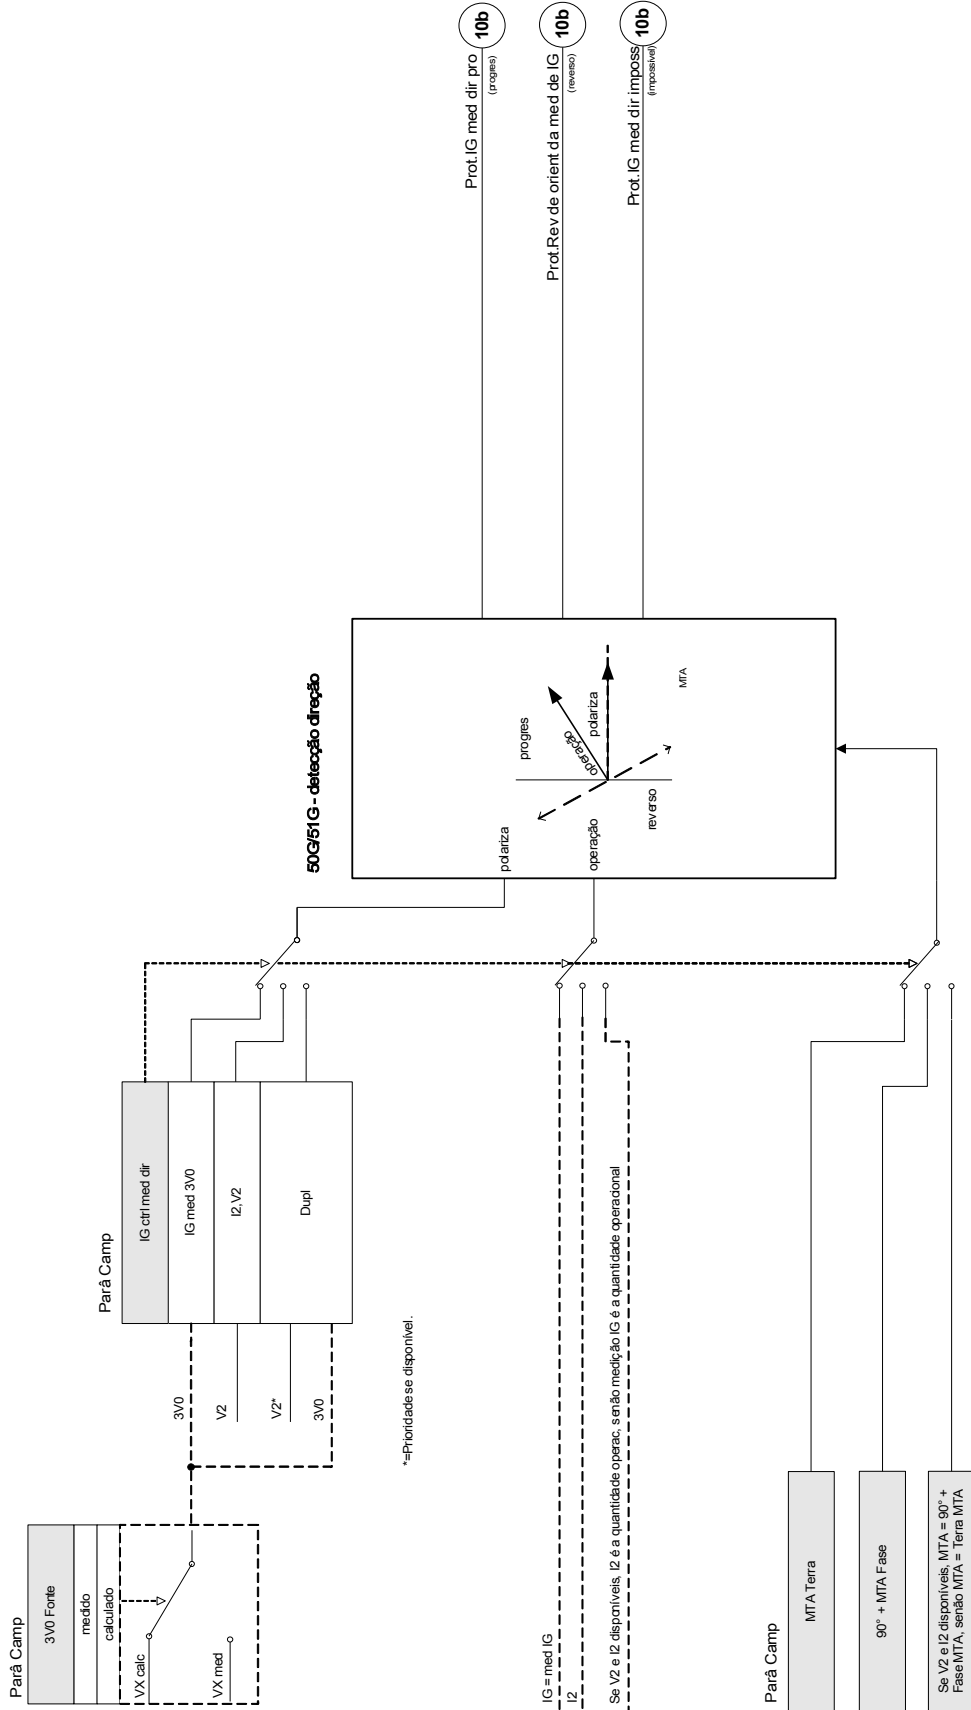 Parâ Camp
3V0 Fonte
medido
calculado
VX calc
VX med
3V0
V2
V2*
3V0
Parâ Camp
IG ctrl med dir
IG med 3V0
I2,V2
Dupl
*=Prioridade se disponível.
50G/51G - detecção direção
polariza
operação
progres
operação
polariza
reverso
MTA
Prot.IG med dir pro
(progres)
10b
Prot.Rev de orient da med de IG
(reverso)
10b
Prot.IG med dir imposs
(impossível)
10b
IG = med IG
I2
Se V2 e I2 disponíveis, I2 é a quantidade operac, senão medição IG é a quantidade operacional
Parâ Camp
MTA Terra
90° + MTA Fase
Se V2 e I2 disponíveis, MTA = 90° +
Fase MTA, senão MTA = Terra MTA